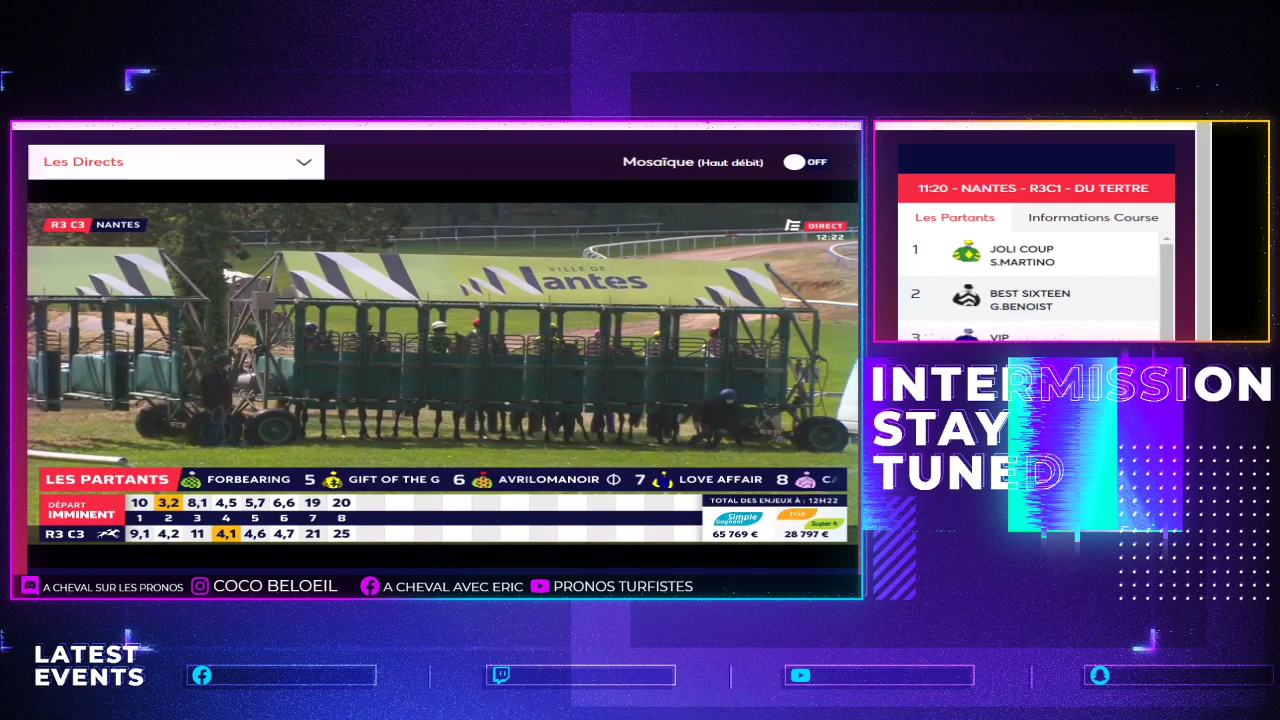 Les Directs
Mosaïque (Haut débit)
OFF
R3 C3 NANTES
DIRECT
12:22
VILLE DE
Nantes
LES PARTANTS FORBEARING 5 GIFT OF THE G 6 AVRILOMANOIR 7 LOVE AFFAIR 8
DÉPART
IMMINENT
10 3,2 8,1 4,5 5,7 6,6 19 20
1 2 3 4 5 6 7 8
R3 C3 9,1 4,2 11 4,1 4,6 4,7 21 25
TOTAL DES ENJEUX À : 12H22
Simple
Gagnant
Trio
Super 4
65 769 € 28 797 €
A CHEVAL SUR LES PRONOS COCO BELOEIL A CHEVAL AVEC ERIC PRONOS TURFISTES
11:20 - NANTES - R3C1 - DU TERTRE
Les Partants Informations Course
1 JOLI COUP
S.MARTINO
2 BEST SIXTEEN
G.BENOIST
3 VIP
INTERMISSION
STAY
TUNED
LATEST
EVENTS